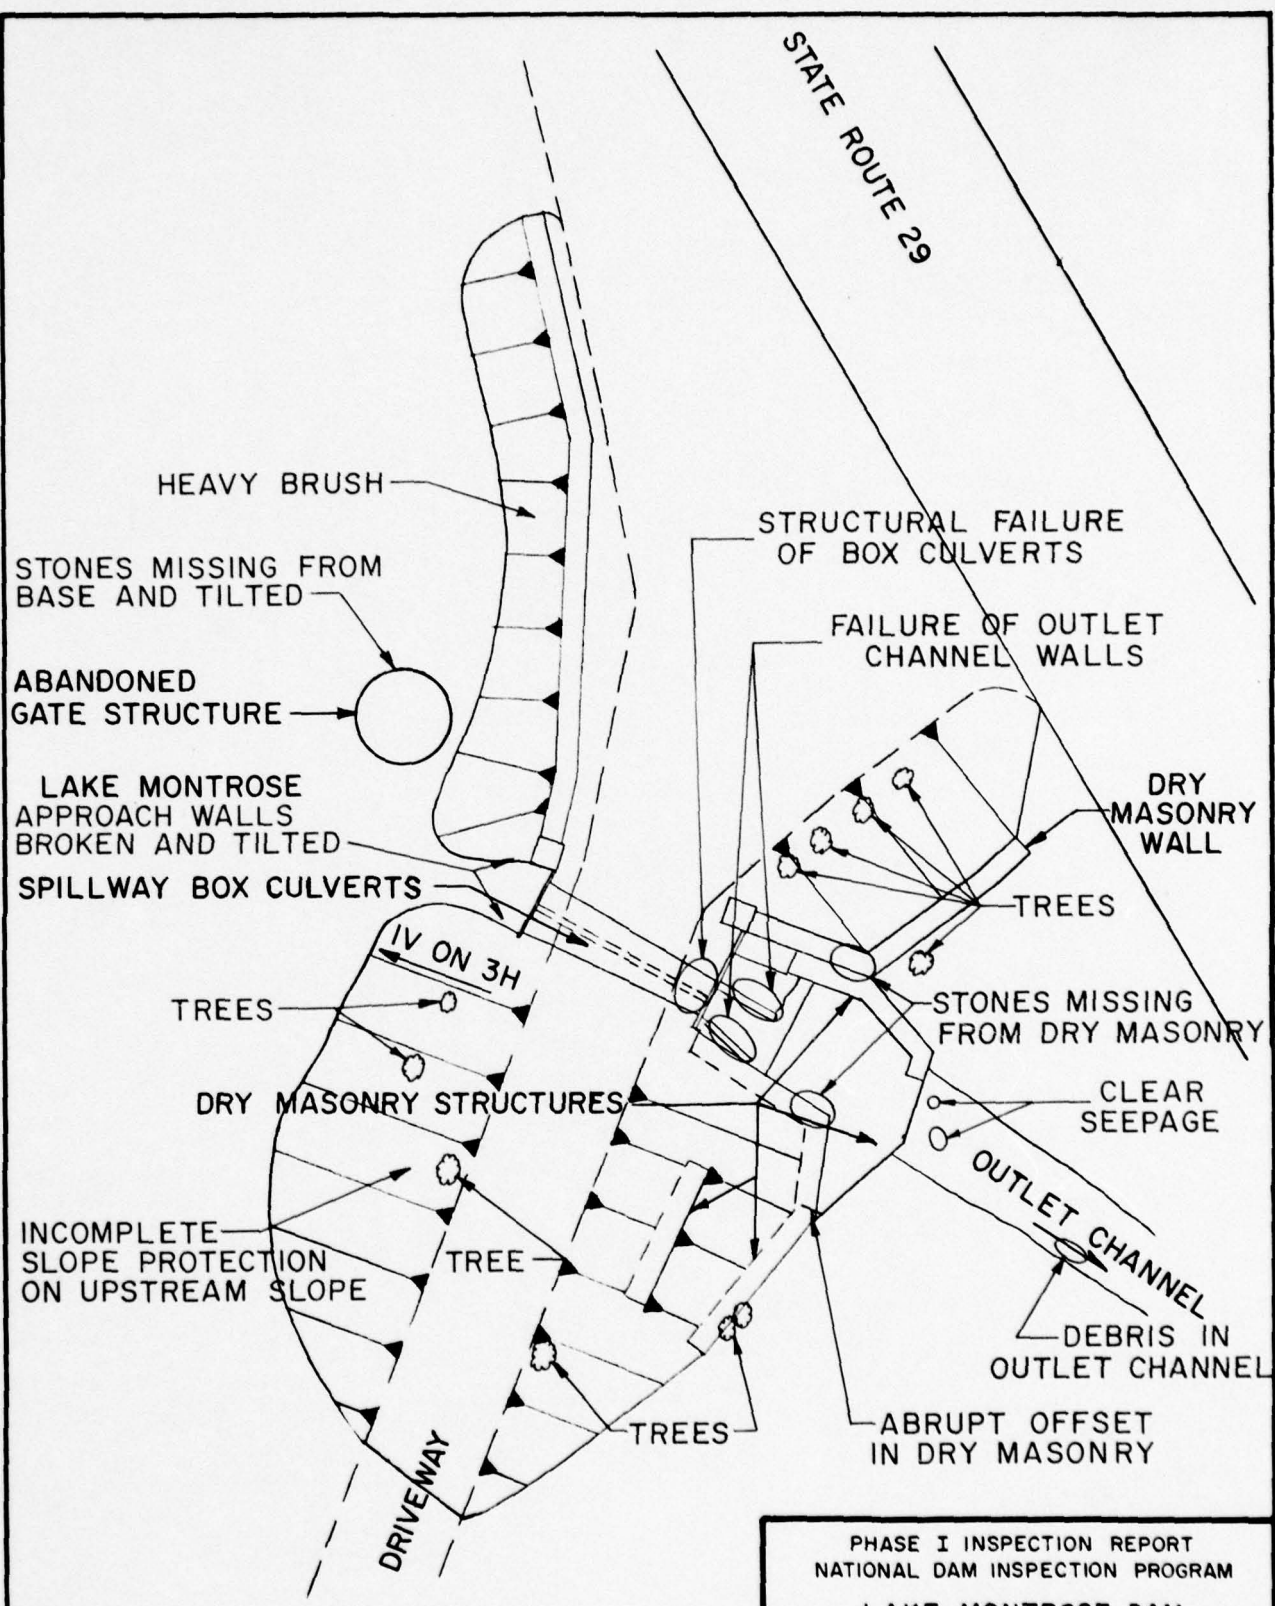 STATE ROUTE 29
HEAVY BRUSH
STRUCTURAL FAILURE
OF BOX CULVERTS
STONES MISSING FROM
BASE AND TILTED
FAILURE OF OUTLET
CHANNEL WALLS
ABANDONED
GATE STRUCTURE
LAKE MONTROSE
APPROACH WALLS
BROKEN AND TILTED
SPILLWAY BOX CULVERTS
DRY
MASONRY
WALL
TREES
1V ON 3H
TREES
STONES MISSING
FROM DRY MASONRY
DRY MASONRY STRUCTURES
CLEAR
SEEPAGE
OUTLET CHANNEL
INCOMPLETE
SLOPE PROTECTION
ON UPSTREAM SLOPE
TREE
DEBRIS IN
OUTLET CHANNEL
TREES
ABRUPT OFFSET
IN DRY MASONRY
DRIVEWAY
PHASE I INSPECTION REPORT
NATIONAL DAM INSPECTION PROGRAM
LAKE MONTROSE DAM